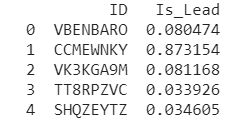 ID Is_Lead
0 VBENBARO 0.080474
1 CCMEWNKY 0.873154
2 VK3KGA9M 0.081168
3 TT8RPZVC 0.033926
4 SHQZEYTZ 0.034605